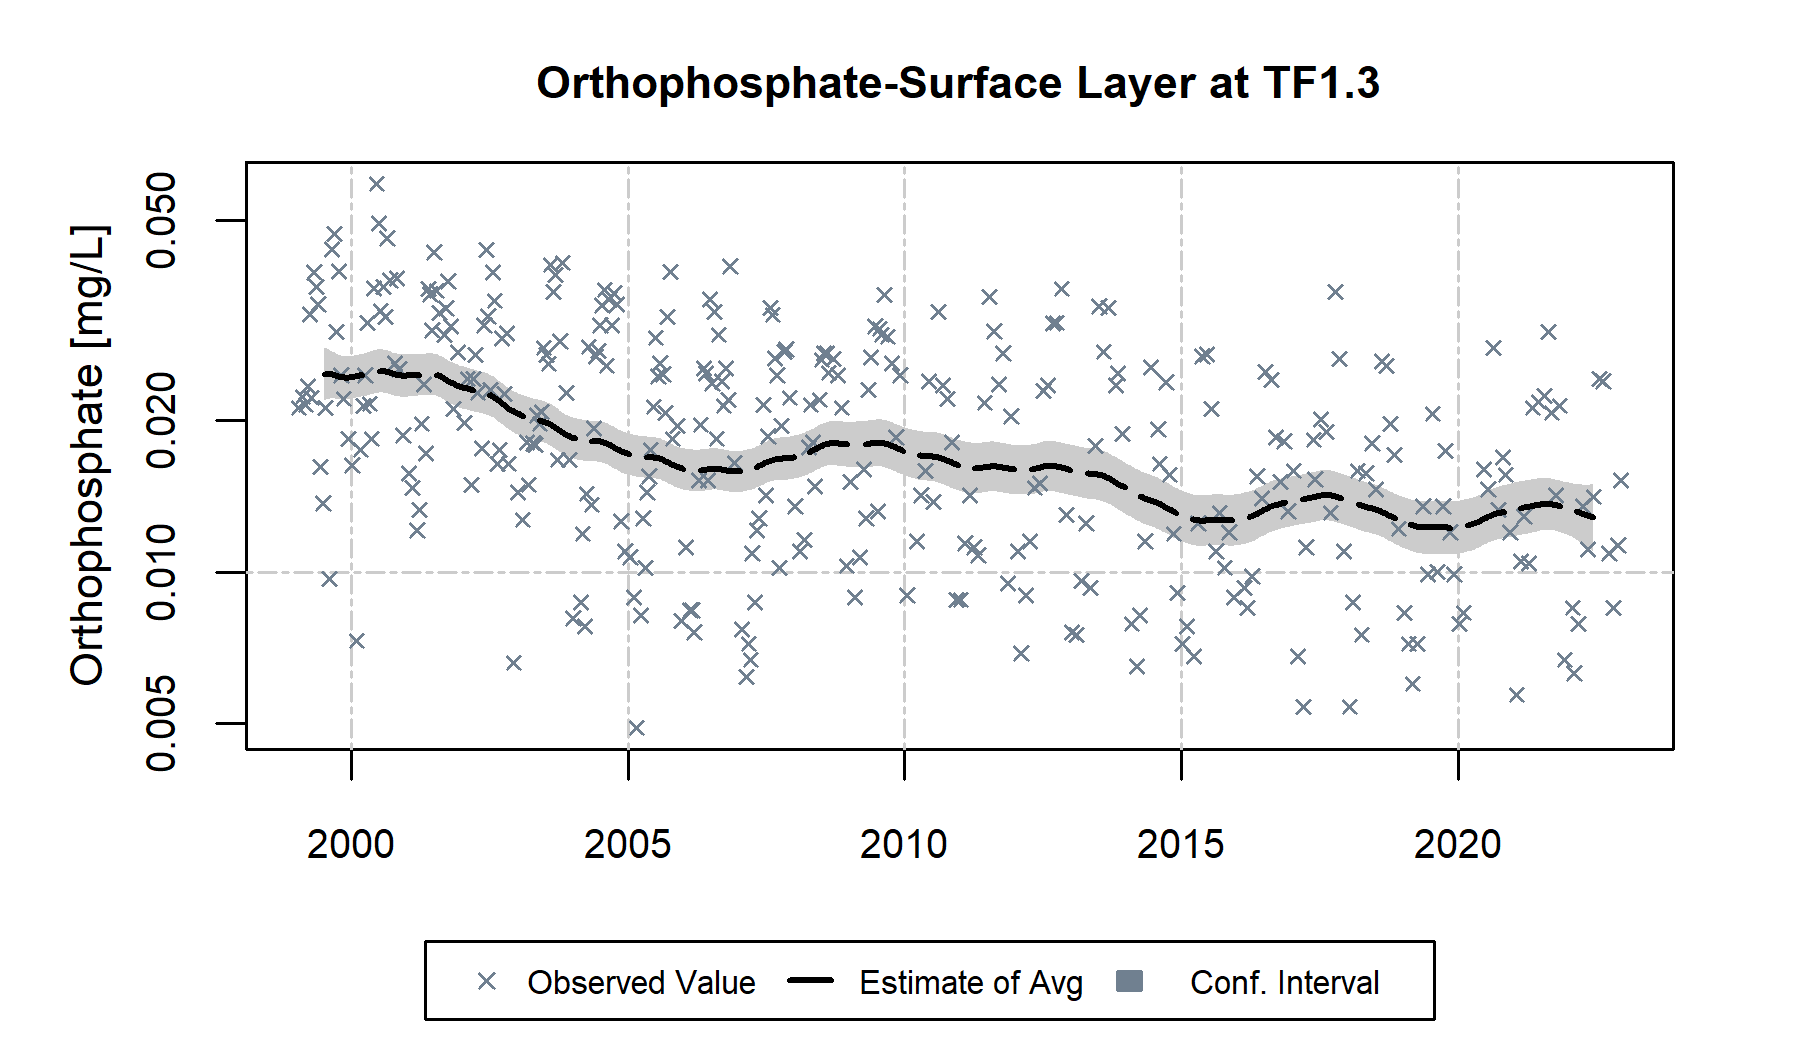 Orthophosphate-Surface Layer at TF1.3
Orthophosphate [mg/L]
0.050
0.020
0.010
0.005
2000 2005 2010 2015 2020
Observed Value Estimate of Avg Conf. Interval